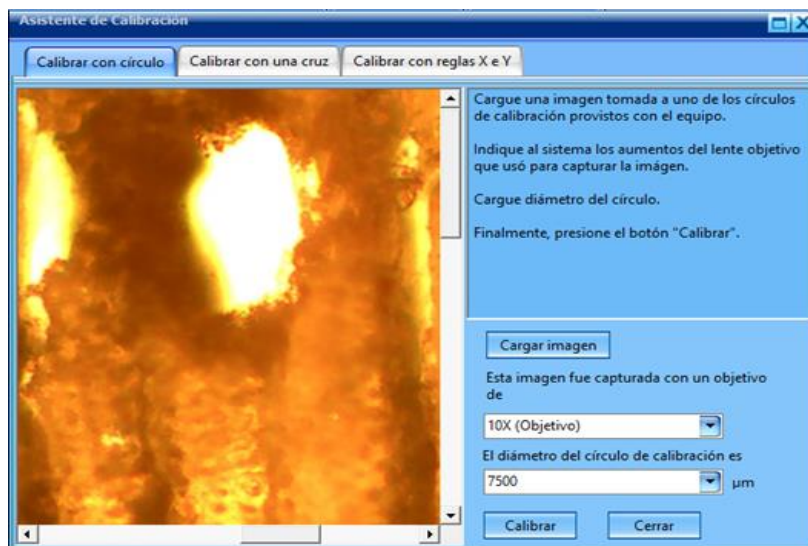 Asistente de Calibración
Calibrar con círculo
Calibrar con una cruz
Calibrar con reglas X e Y
Cargue una imagen tomada a uno de los círculos
de calibración provistos con el equipo.
Indique al sistema los aumentos del lente objetivo
que usó para capturar la imágen.
Cargue diámetro del círculo.
Finalmente, presione el botón "Calibrar".
Cargar imagen
Esta imagen fue capturada con un objetivo
de
10X (Objetivo)
El diámetro del círculo de calibración es
7500
µm
Calibrar
Cerrar